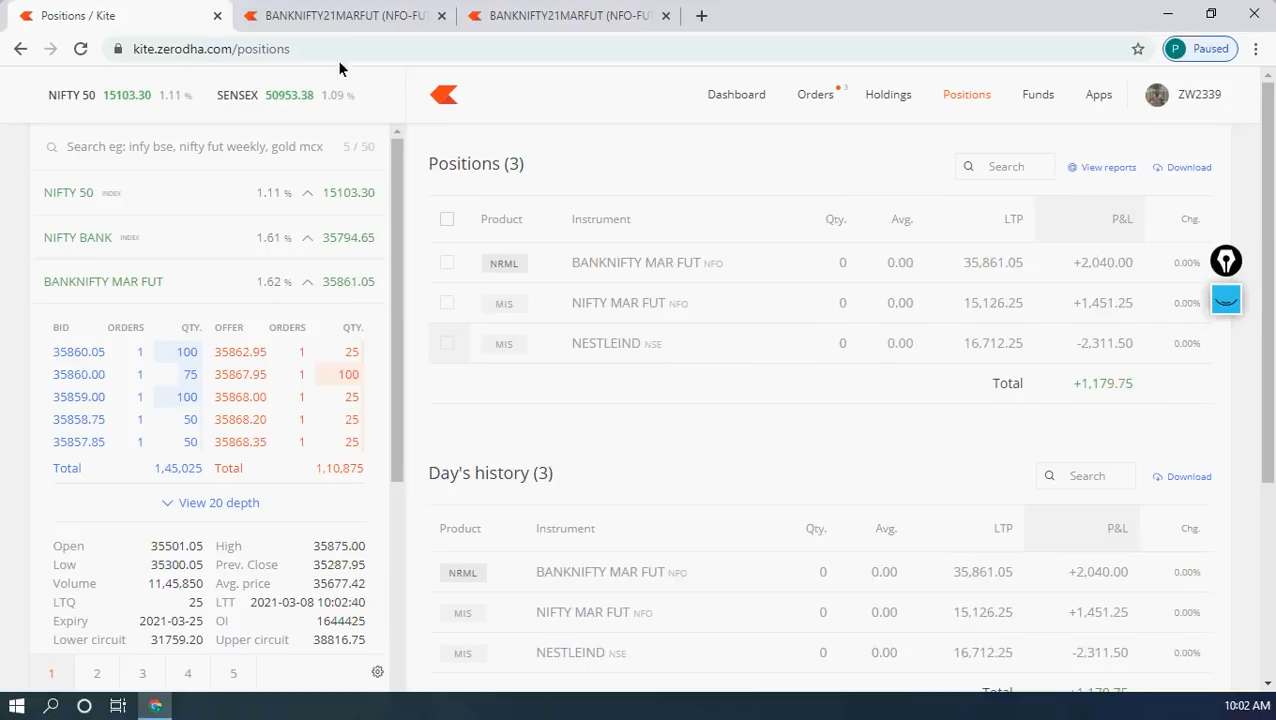 Positions / Kite
BANKNIFTY21MARFUT (NFO-FU
BANKNIFTY21MARFUT (NFO-FU
kite.zerodha.com/positions
P Paused
NIFTY 50 15103.30 1.11 % SENSEX 50953.38 1.09 %
Dashboard Orders 3 Holdings Positions Funds Apps ZW2339
Search eg: infy bse, nifty fut weekly, gold mcx 5 / 50
NIFTY 50 INDEX 1.11 % 15103.30
NIFTY BANK INDEX 1.61 % 35794.65
BANKNIFTY MAR FUT 1.62 % 35861.05
BID ORDERS QTY. OFFER ORDERS QTY.
35860.05 1 100 35862.95 1 25
35860.00 1 75 35867.95 1 100
35859.00 1 100 35868.00 1 25
35858.75 1 50 35868.20 1 25
35857.85 1 50 35868.35 1 25
Total 1,45,025 Total 1,10,875
View 20 depth
Open 35501.05 High 35875.00
Low 35300.05 Prev. Close 35287.95
Volume 11,45,850 Avg. price 35677.42
LTQ 25 LTT 2021-03-08 10:02:40
Expiry 2021-03-25 OI 1644425
Lower circuit 31759.20 Upper circuit 38816.75
1 2 3 4 5
Positions (3)
Search View reports Download
Product Instrument Qty. Avg. LTP P&L Chg.
NRML BANKNIFTY MAR FUT NFO 0 0.00 35,861.05 +2,040.00 0.00%
MIS NIFTY MAR FUT NFO 0 0.00 15,126.25 +1,451.25 0.00%
MIS NESTLEIND NSE 0 0.00 16,712.25 -2,311.50 0.00%
Total +1,179.75
Day's history (3)
Search Download
Product Instrument Qty. Avg. LTP P&L Chg.
NRML BANKNIFTY MAR FUT NFO 0 0.00 35,861.05 +2,040.00 0.00%
MIS NIFTY MAR FUT NFO 0 0.00 15,126.25 +1,451.25 0.00%
MIS NESTLEIND NSE 0 0.00 16,712.25 -2,311.50 0.00%
Total +1,179.75
10:02 AM